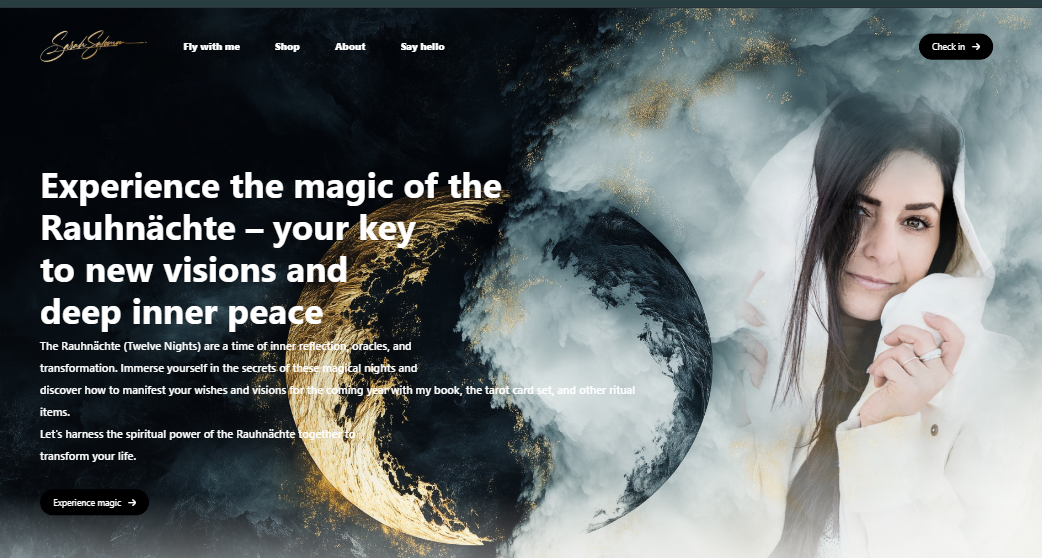 Sarah Salome
Fly with me
Shop
About
Say hello
Check in
Experience the magic of the
Rauhnächte – your key
to new visions and
deep inner peace
The Rauhnächte (Twelve Nights) are a time of inner reflection, oracles, and
transformation. Immerse yourself in the secrets of these magical nights and
discover how to manifest your wishes and visions for the coming year with my book, the tarot card set, and other ritual
items.
Let's harness the spiritual power of the Rauhnächte together to
transform your life.
Experience magic